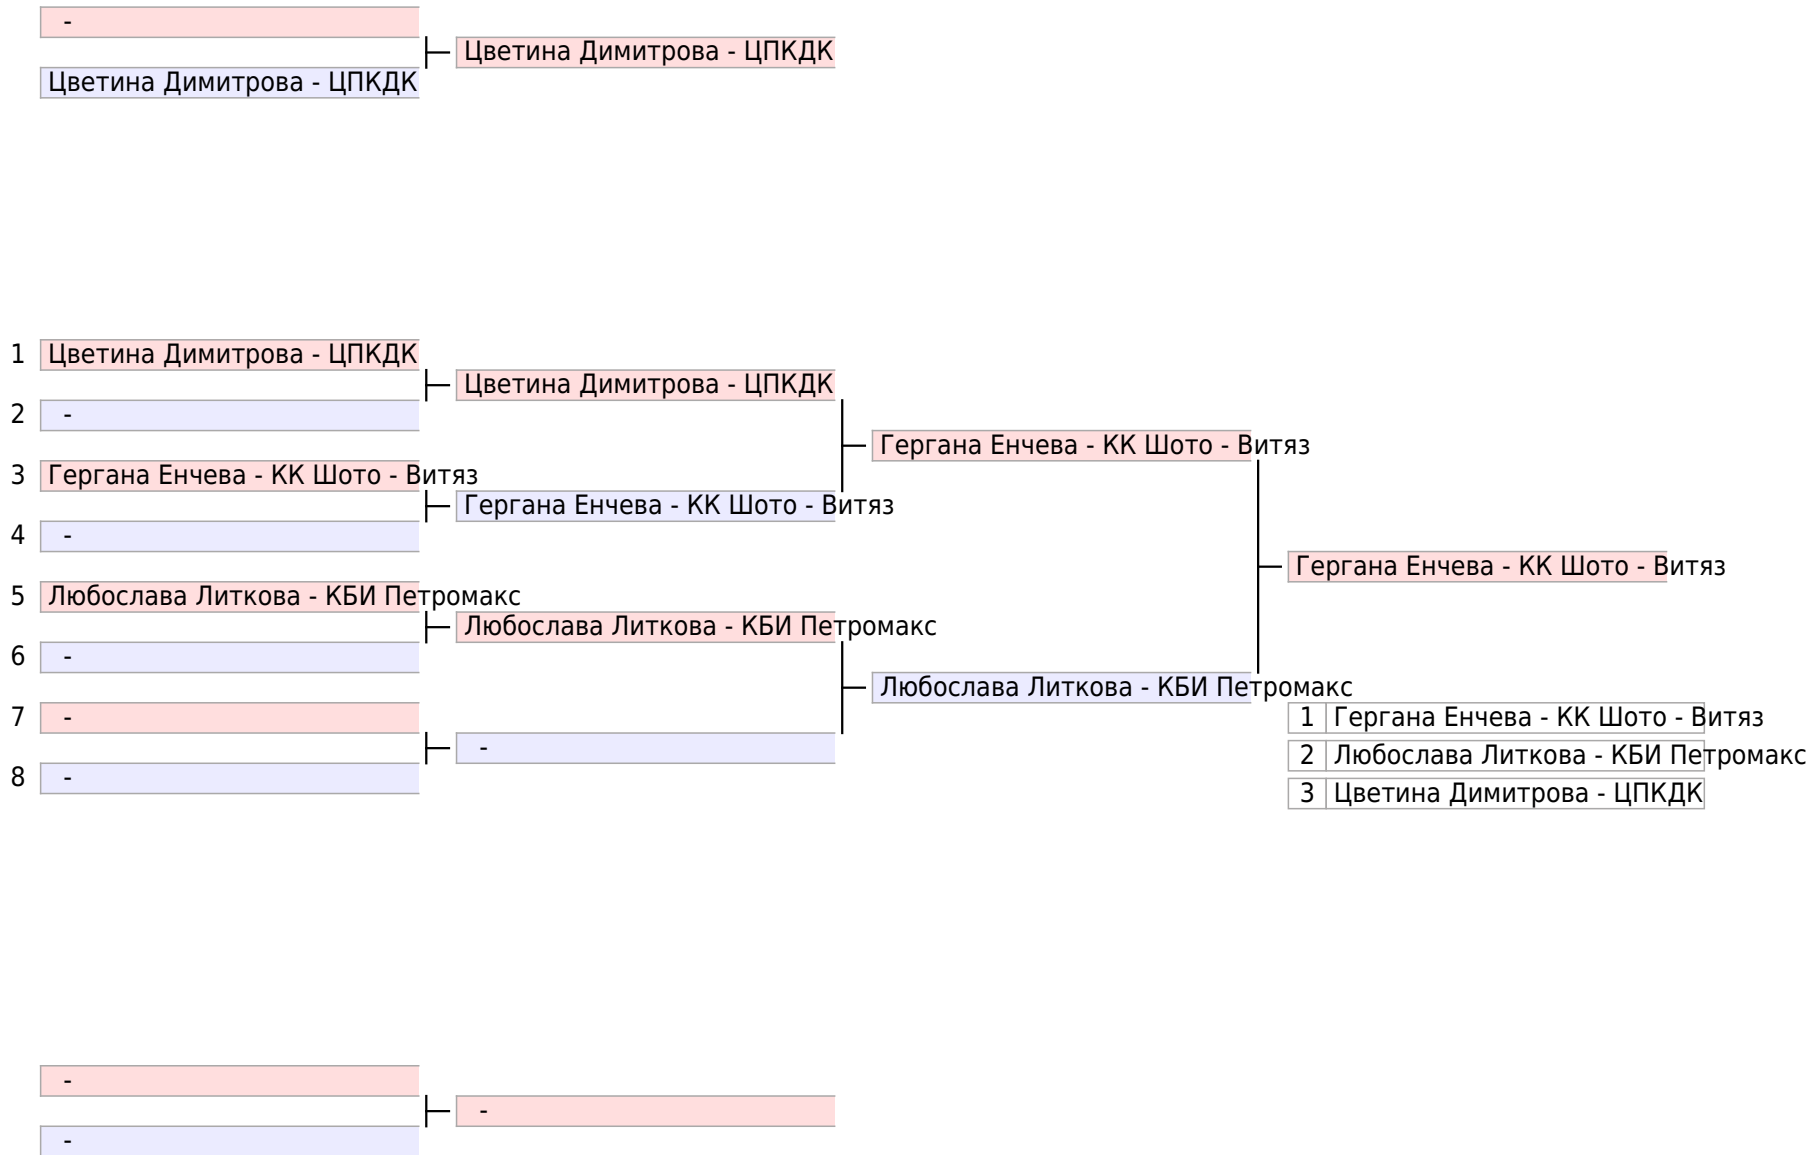 -
Цветина Димитрова - ЦПКДК
Цветина Димитрова - ЦПКДК
1 Цветина Димитрова - ЦПКДК
Цветина Димитрова - ЦПКДК
2 -
Гергана Енчева - КК Шото - Витяз
3 Гергана Енчева - КК Шото - Витяз
Гергана Енчева - КК Шото - Витяз
4 -
Гергана Енчева - КК Шото - Витяз
5 Любослава Литкова - КБИ Петромакс
Любослава Литкова - КБИ Петромакс
6 -
Любослава Литкова - КБИ Петромакс
7 -
1 Гергана Енчева - КК Шото - Витяз
-
2 Любослава Литкова - КБИ Петромакс
8 -
3 Цветина Димитрова - ЦПКДК
-
-
-